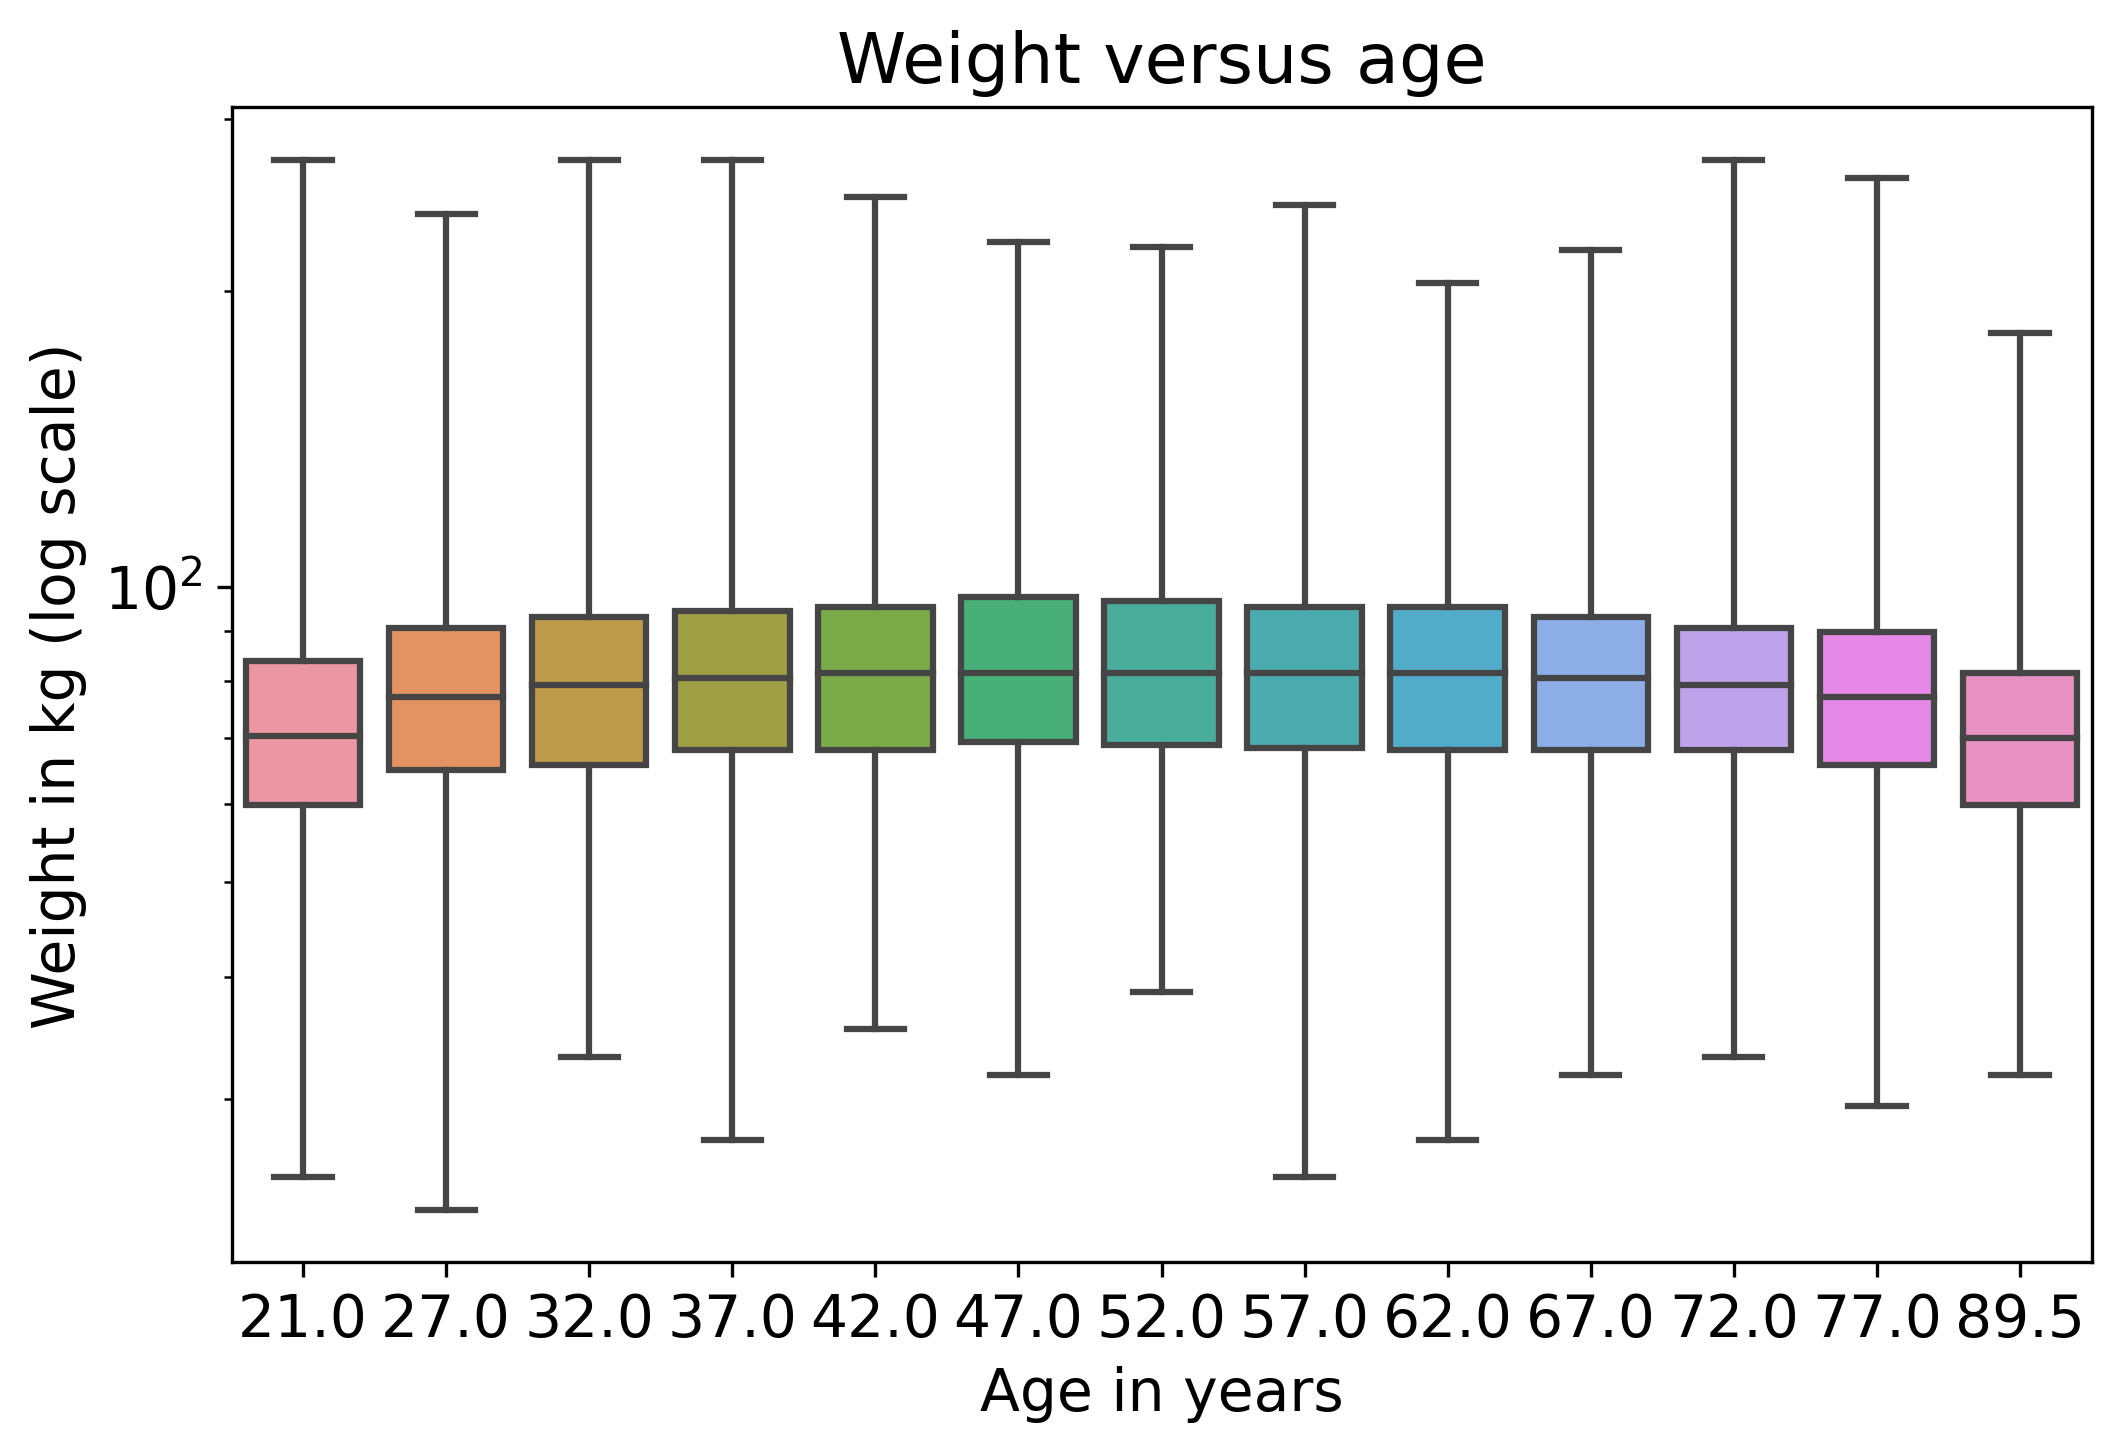 Weight versus age
Weight in kg (log scale)
10²
21.0 27.0 32.0 37.0 42.0 47.0 52.0 57.0 62.0 67.0 72.0 77.0 89.5
Age in years